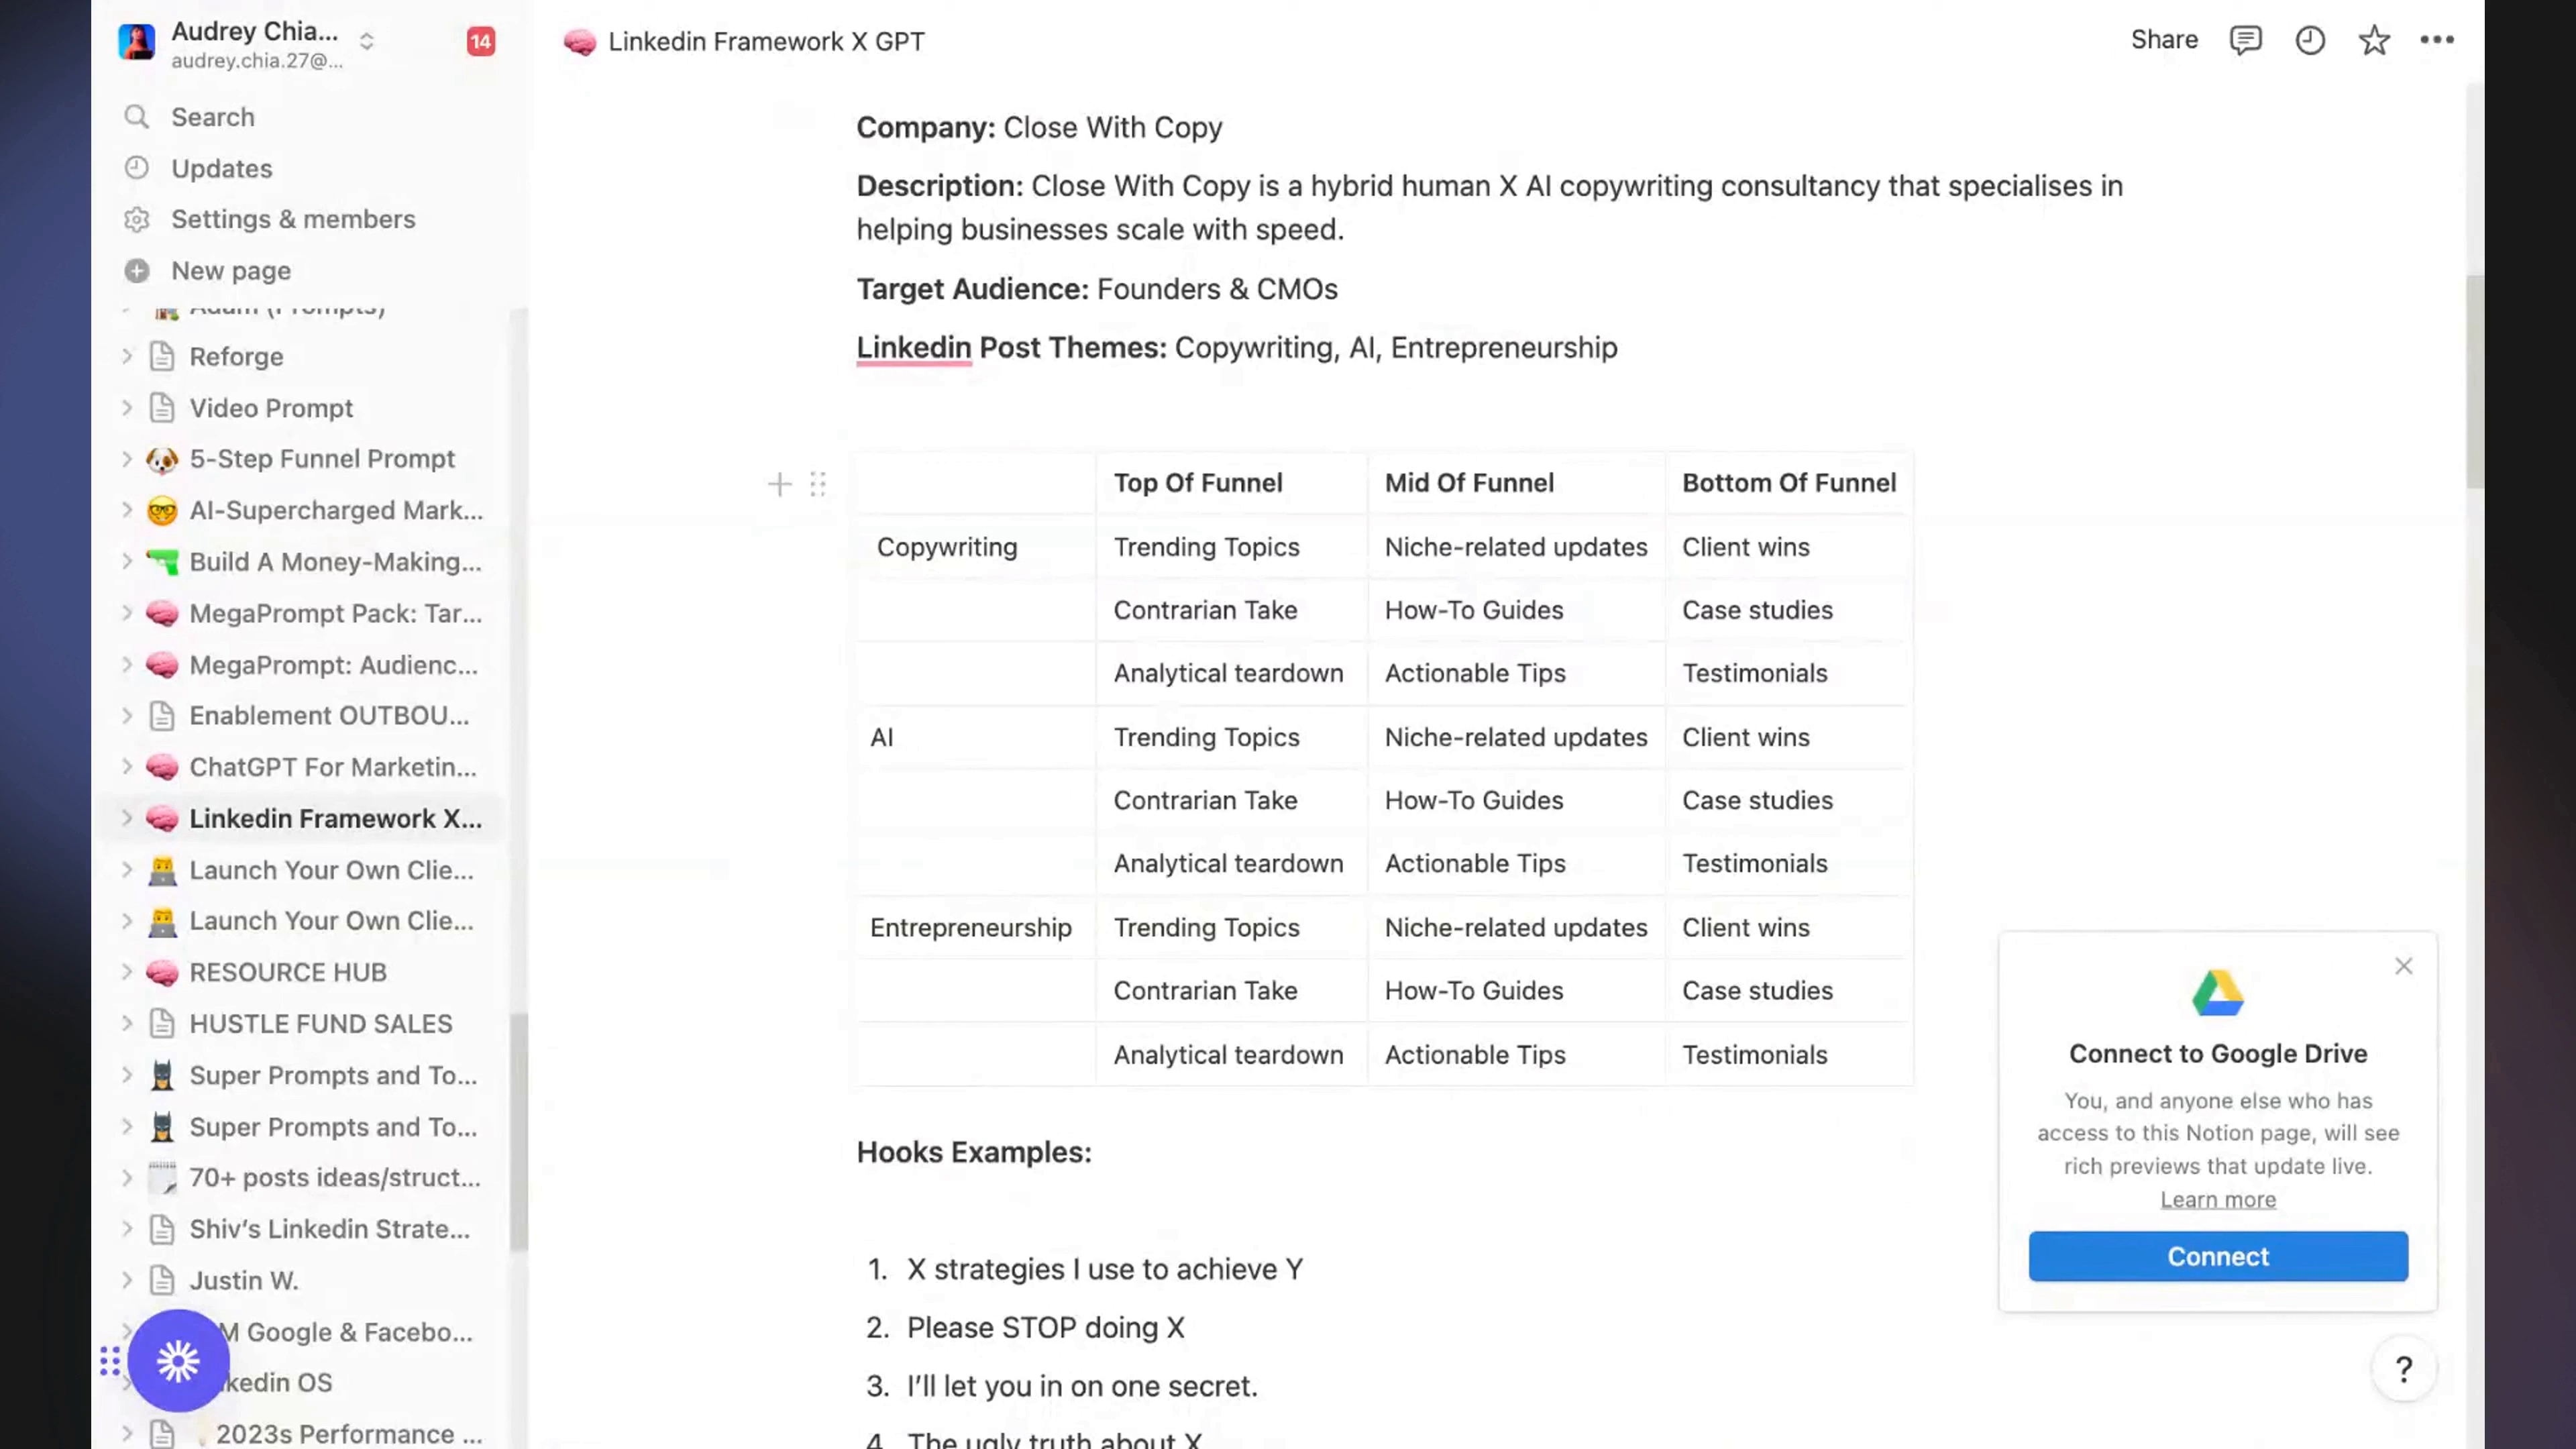 Audrey Chia...
audrey.chia.27@...
14
Search
Updates
Settings & members
New page
Adam (Prompts)
Reforge
Video Prompt
5-Step Funnel Prompt
AI-Supercharged Mark...
Build A Money-Making...
MegaPrompt Pack: Tar...
MegaPrompt: Audienc...
Enablement OUTBOU...
ChatGPT For Marketin...
Linkedin Framework X...
Launch Your Own Clie...
Launch Your Own Clie...
RESOURCE HUB
HUSTLE FUND SALES
Super Prompts and To...
Super Prompts and To...
70+ posts ideas/struct...
Shiv’s Linkedin Strate...
Justin W.
M Google & Facebo...
kedin OS
2023s Performance ...
Linkedin Framework X GPT
Share
Company: Close With Copy
Description: Close With Copy is a hybrid human X AI copywriting consultancy that specialises in
helping businesses scale with speed.
Target Audience: Founders & CMOs
Linkedin Post Themes: Copywriting, AI, Entrepreneurship
Top Of Funnel Mid Of Funnel Bottom Of Funnel
Copywriting Trending Topics Niche-related updates Client wins
Contrarian Take How-To Guides Case studies
Analytical teardown Actionable Tips Testimonials
AI Trending Topics Niche-related updates Client wins
Contrarian Take How-To Guides Case studies
Analytical teardown Actionable Tips Testimonials
Entrepreneurship Trending Topics Niche-related updates Client wins
Contrarian Take How-To Guides Case studies
Analytical teardown Actionable Tips Testimonials
Hooks Examples:
1. X strategies I use to achieve Y
2. Please STOP doing X
3. I’ll let you in on one secret.
4. The ugly truth about X
Connect to Google Drive
You, and anyone else who has
access to this Notion page, will see
rich previews that update live.
Learn more
Connect
?